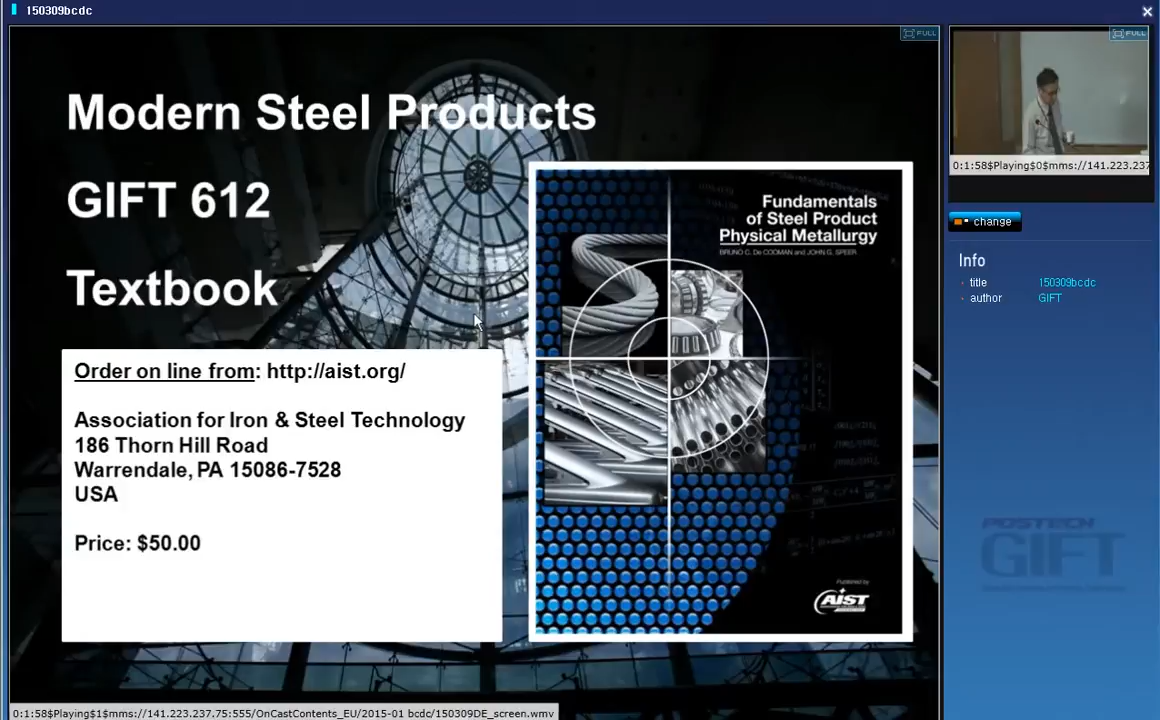 150309bcdc
FULL
FULL
Modern Steel Products
GIFT 612
Textbook
Order on line from: http://aist.org/
Association for Iron & Steel Technology
186 Thorn Hill Road
Warrendale, PA 15086-7528
USA
Price: $50.00
Fundamentals
of Steel Product
Physical Metallurgy
BRUNO C. De COOMAN and JOHN G. SPEER
Published by
AIST
0:1:58$Playing$0$mms://141.223.237
change
Info
title 150309bcdc
author GIFT
POSTECH
GIFT
0:1:58$Playing$1$mms://141.223.237.75:555/OnCastContents_EU/2015-01 bcdc/150309DE_screen.wmv